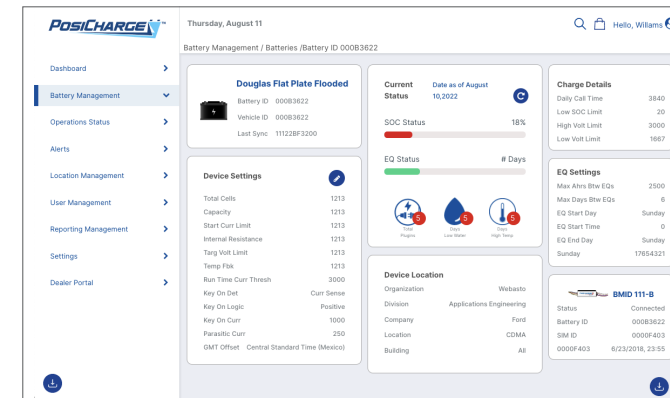 POSICHARGE
Thursday, August 11
Hello, Willams
Battery Management / Batteries /Battery ID 000B3622
Dashboard
Battery Management
Operations Status
Alerts
Location Management
User Management
Reporting Management
Settings
Dealer Portal
Douglas Flat Plate Flooded
Battery ID 000B3622
Vehicle ID 000B3622
Last Sync 11122BF3200
Device Settings
Total Cells 1213
Capacity 1213
Start Curr Limit 1213
Internal Resistance 1213
Targ Volt Limit 1213
Temp Fbk 1213
Run Time Curr Thresh 3000
Key On Det Curr Sense
Key On Logic Positive
Key On Curr 1000
Parasitic Curr 250
GMT Offset Central Standard Time (Mexico)
Current Status Date as of August 10,2022
SOC Status 18%
EQ Status # Days
5 5 5
Total Plugins
Days Low Water
Days High Temp
Device Location
Organization Webasto
Division Applications Engineering
Company Ford
Location CDMA
Building All
Charge Details
Daily Call Time 3840
Low SOC Limit 20
High Volt Limit 3000
Low Volt Limit 1667
EQ Settings
Max Ahrs Btw EQs 2500
Max Days Btw EQs 6
EQ Start Day Sunday
EQ Start Time 0
EQ End Day Sunday
Sunday 17654321
BMID 111-B
Status Connected
Battery ID 000B3622
SIM ID 0000F403
0000F403 6/23/2018, 23:55